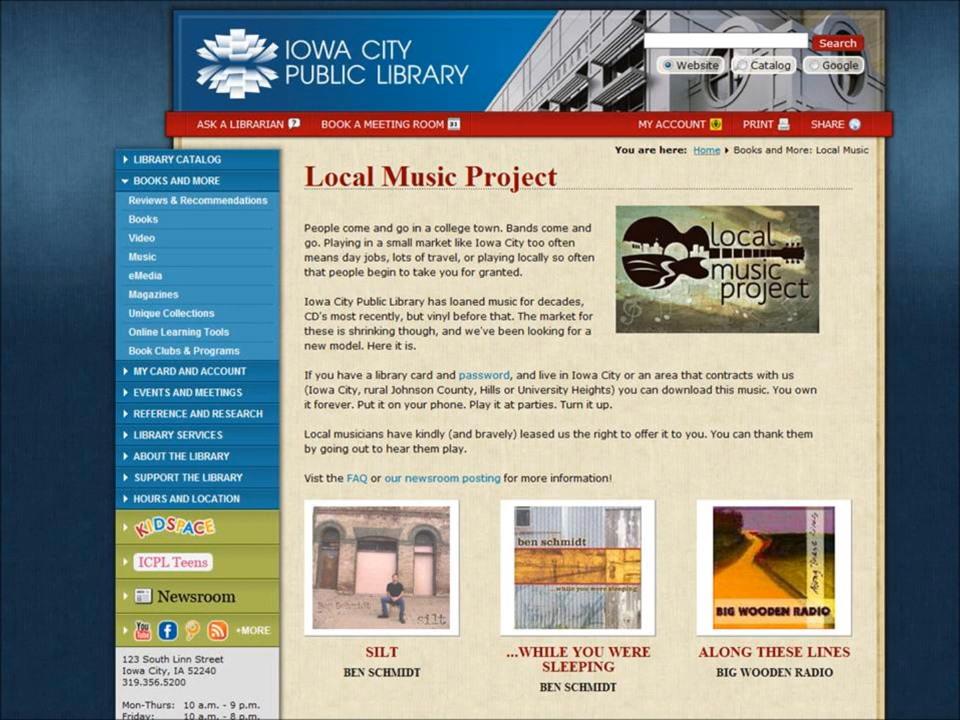 IOWA CITY
PUBLIC LIBRARY
Search
Website Catalog Google
ASK A LIBRARIAN BOOK A MEETING ROOM 31 MY ACCOUNT PRINT SHARE
You are here: Home Books and More: Local Music
LIBRARY CATALOG
BOOKS AND MORE
Reviews & Recommendations
Books
Video
Music
eMedia
Magazines
Unique Collections
Online Learning Tools
Book Clubs & Programs
MY CARD AND ACCOUNT
EVENTS AND MEETINGS
REFERENCE AND RESEARCH
LIBRARY SERVICES
ABOUT THE LIBRARY
SUPPORT THE LIBRARY
HOURS AND LOCATION
KIDSPACE
ICPL Teens
Newsroom
You Tube f +MORE
123 South Linn Street
Iowa City, IA 52240
319.356.5200
Mon-Thurs: 10 a.m. - 9 p.m.
Friday: 10 a.m. - 8 p.m.
Local Music Project
People come and go in a college town. Bands come and
go. Playing in a small market like Iowa City too often
means day jobs, lots of travel, or playing locally so often
that people begin to take you for granted.
local
music
project
Iowa City Public Library has loaned music for decades,
CD's most recently, but vinyl before that. The market for
these is shrinking though, and we've been looking for a
new model. Here it is.
If you have a library card and password, and live in Iowa City or an area that contracts with us
(Iowa City, rural Johnson County, Hills or University Heights) you can download this music. You own
it forever. Put it on your phone. Play it at parties. Turn it up.
Local musicians have kindly (and bravely) leased us the right to offer it to you. You can thank them
by going out to hear them play.
Visit the FAQ or our newsroom posting for more information!
Ben Schmidt
silt
SILT
BEN SCHMIDT
ben schmidt
...while you were sleeping
...WHILE YOU WERE
SLEEPING
BEN SCHMIDT
Along These Lines
BIG WOODEN RADIO
ALONG THESE LINES
BIG WOODEN RADIO